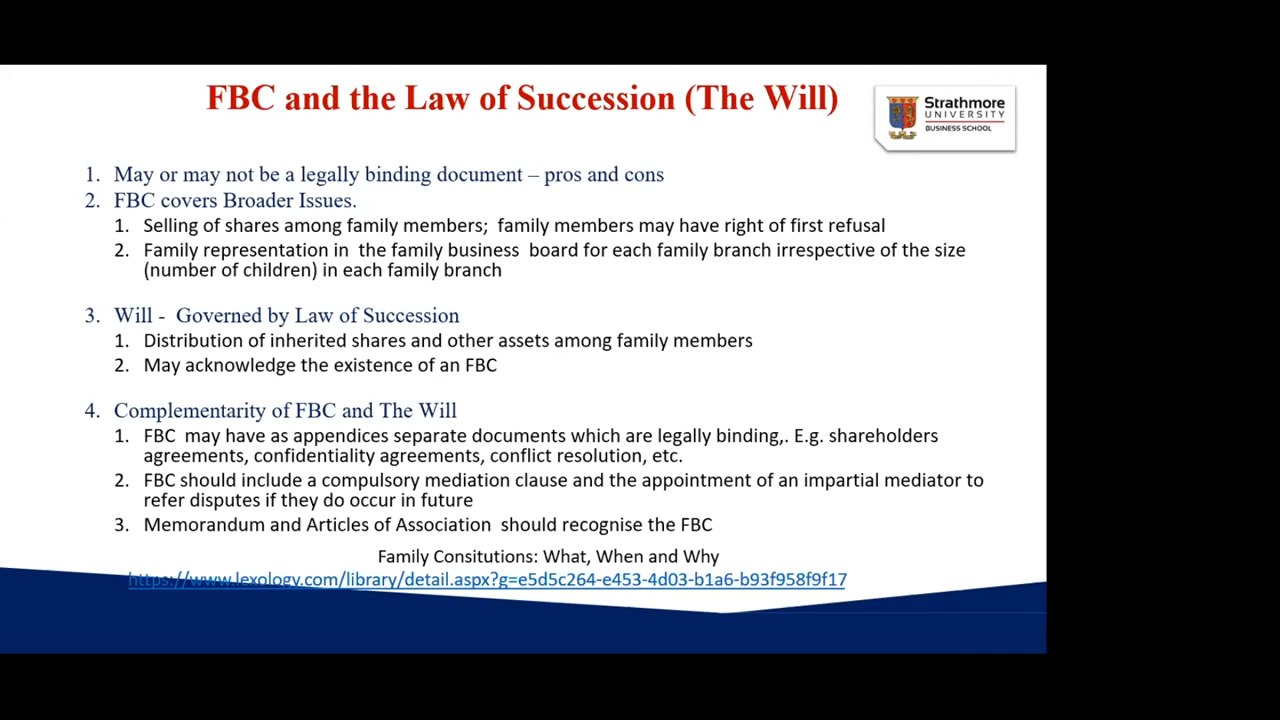 FBC and the Law of Succession (The Will)
Strathmore
UNIVERSITY
BUSINESS SCHOOL
1. May or may not be a legally binding document – pros and cons
2. FBC covers Broader Issues.
1. Selling of shares among family members; family members may have right of first refusal
2. Family representation in the family business board for each family branch irrespective of the size
(number of children) in each family branch
3. Will - Governed by Law of Succession
1. Distribution of inherited shares and other assets among family members
2. May acknowledge the existence of an FBC
4. Complementarity of FBC and The Will
1. FBC may have as appendices separate documents which are legally binding,. E.g. shareholders
agreements, confidentiality agreements, conflict resolution, etc.
2. FBC should include a compulsory mediation clause and the appointment of an impartial mediator to
refer disputes if they do occur in future
3. Memorandum and Articles of Association should recognise the FBC
Family Consitutions: What, When and Why
https://www.lexology.com/library/detail.aspx?g=e5d5c264-e453-4d03-b1a6-b93f958f9f17